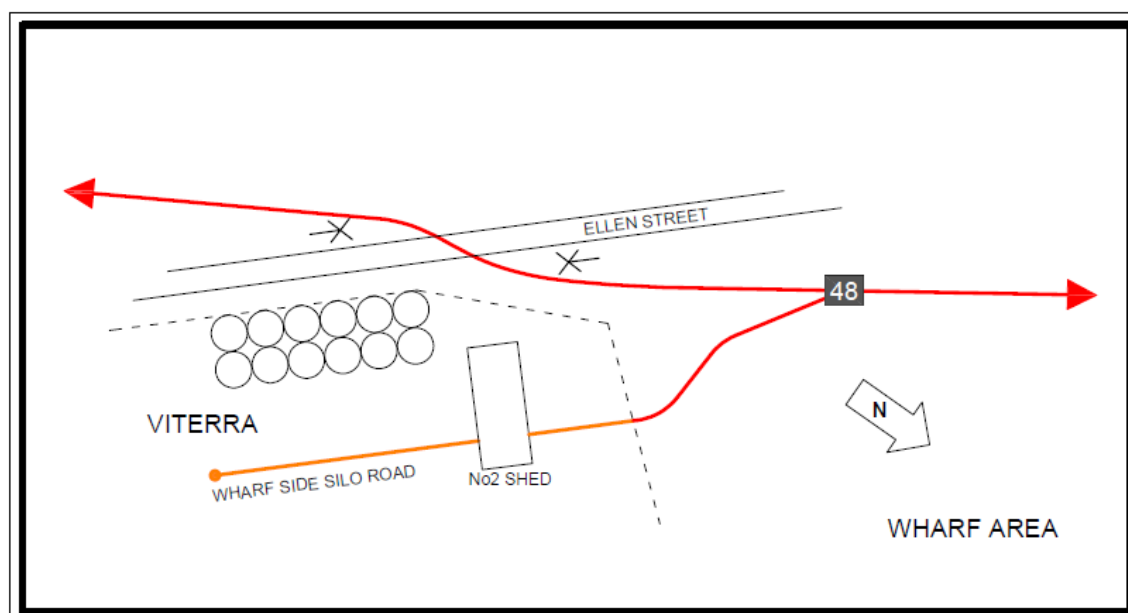 ELLEN STREET
48
N
VITERRA
WHARF SIDE SILO ROAD
No2 SHED
WHARF AREA